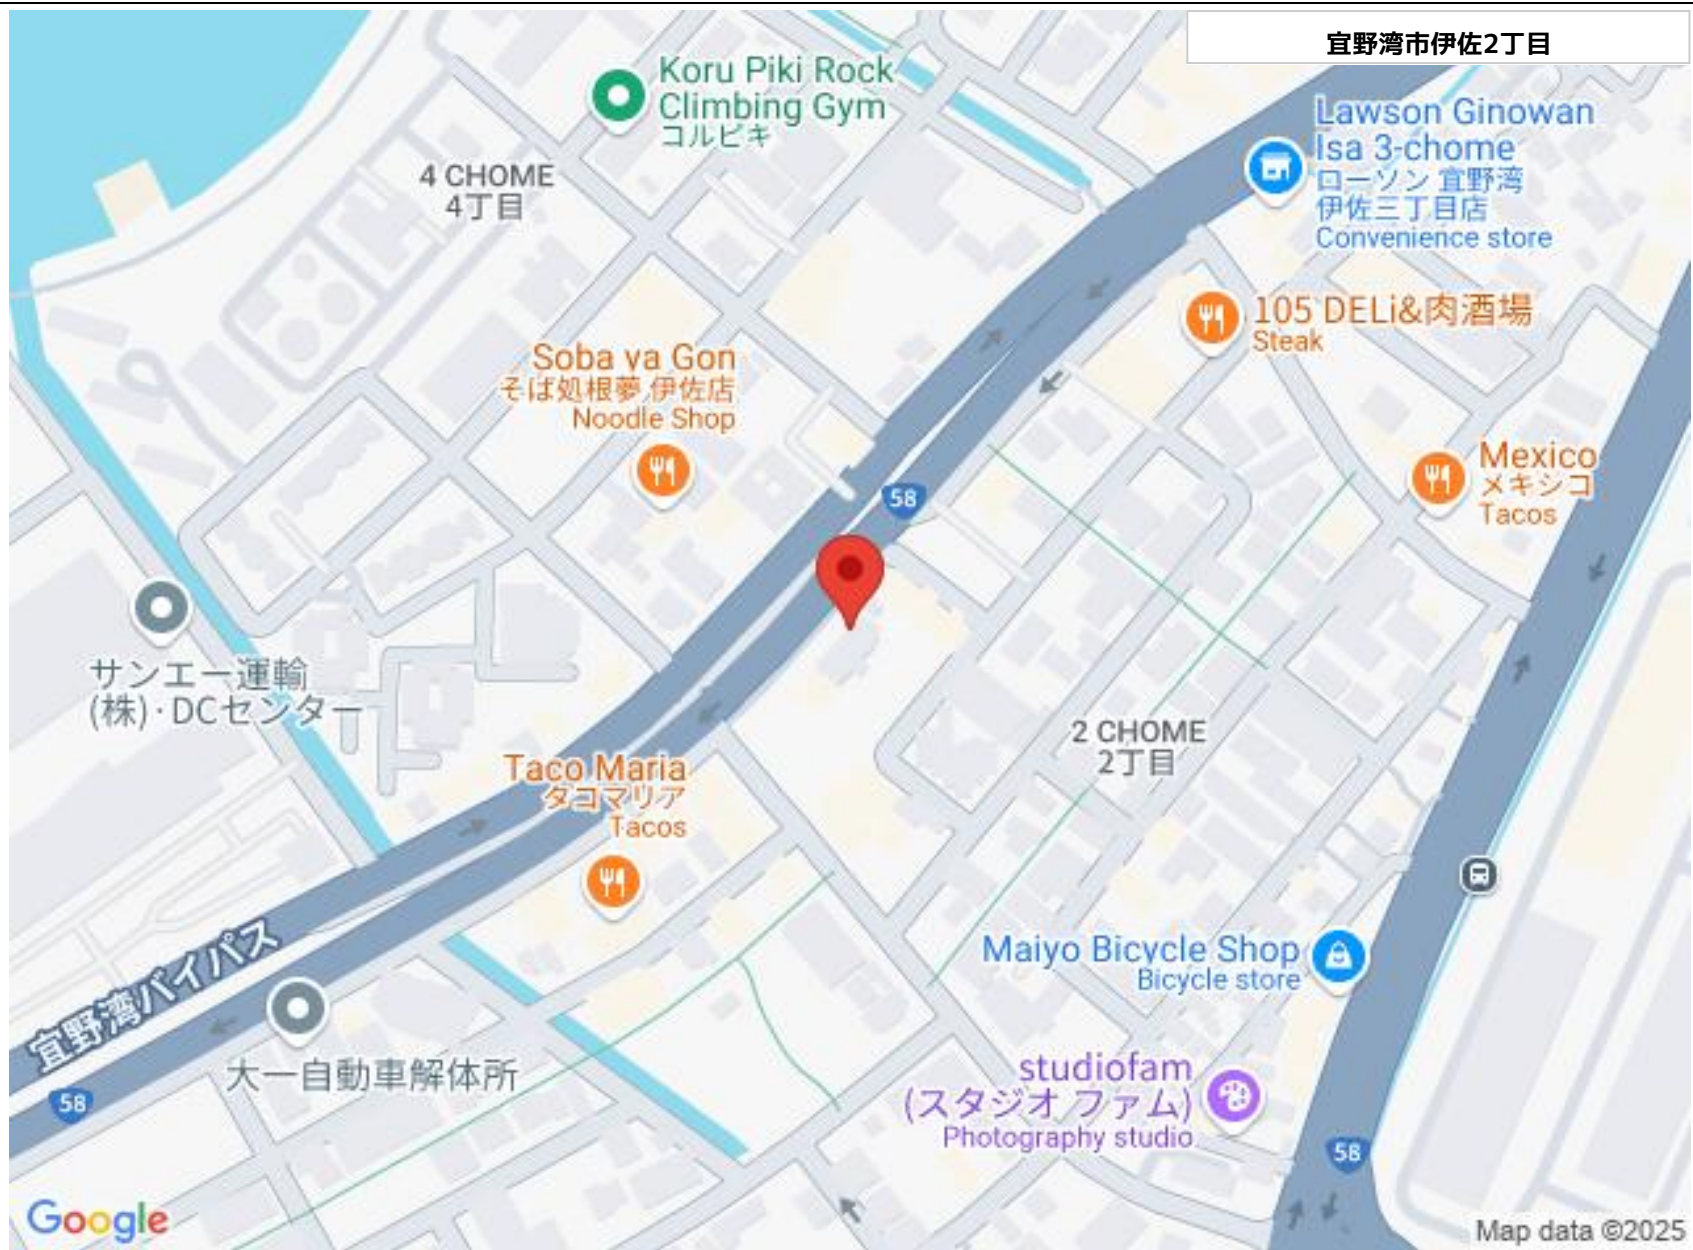 宜野湾市伊佐2丁目
Koru Piki Rock
Climbing Gym
コルピキ
Lawson Ginowan
Isa 3-chome
ローソン 宜野湾
伊佐三丁目店
Convenience store
4 CHOME
4丁目
105 DELi&肉酒場
Steak
Soba ya Gon
そば処根夢 伊佐店
Noodle Shop
Mexico
メキシコ
Tacos
58
サンエー運輸
(株)・DCセンター
2 CHOME
2丁目
Taco Maria
タコマリア
Tacos
Maiyo Bicycle Shop
Bicycle store
宜野湾バイパス
大一自動車解体所
58
studiofam
(スタジオ ファム)
Photography studio
58
Google
Map data ©2025